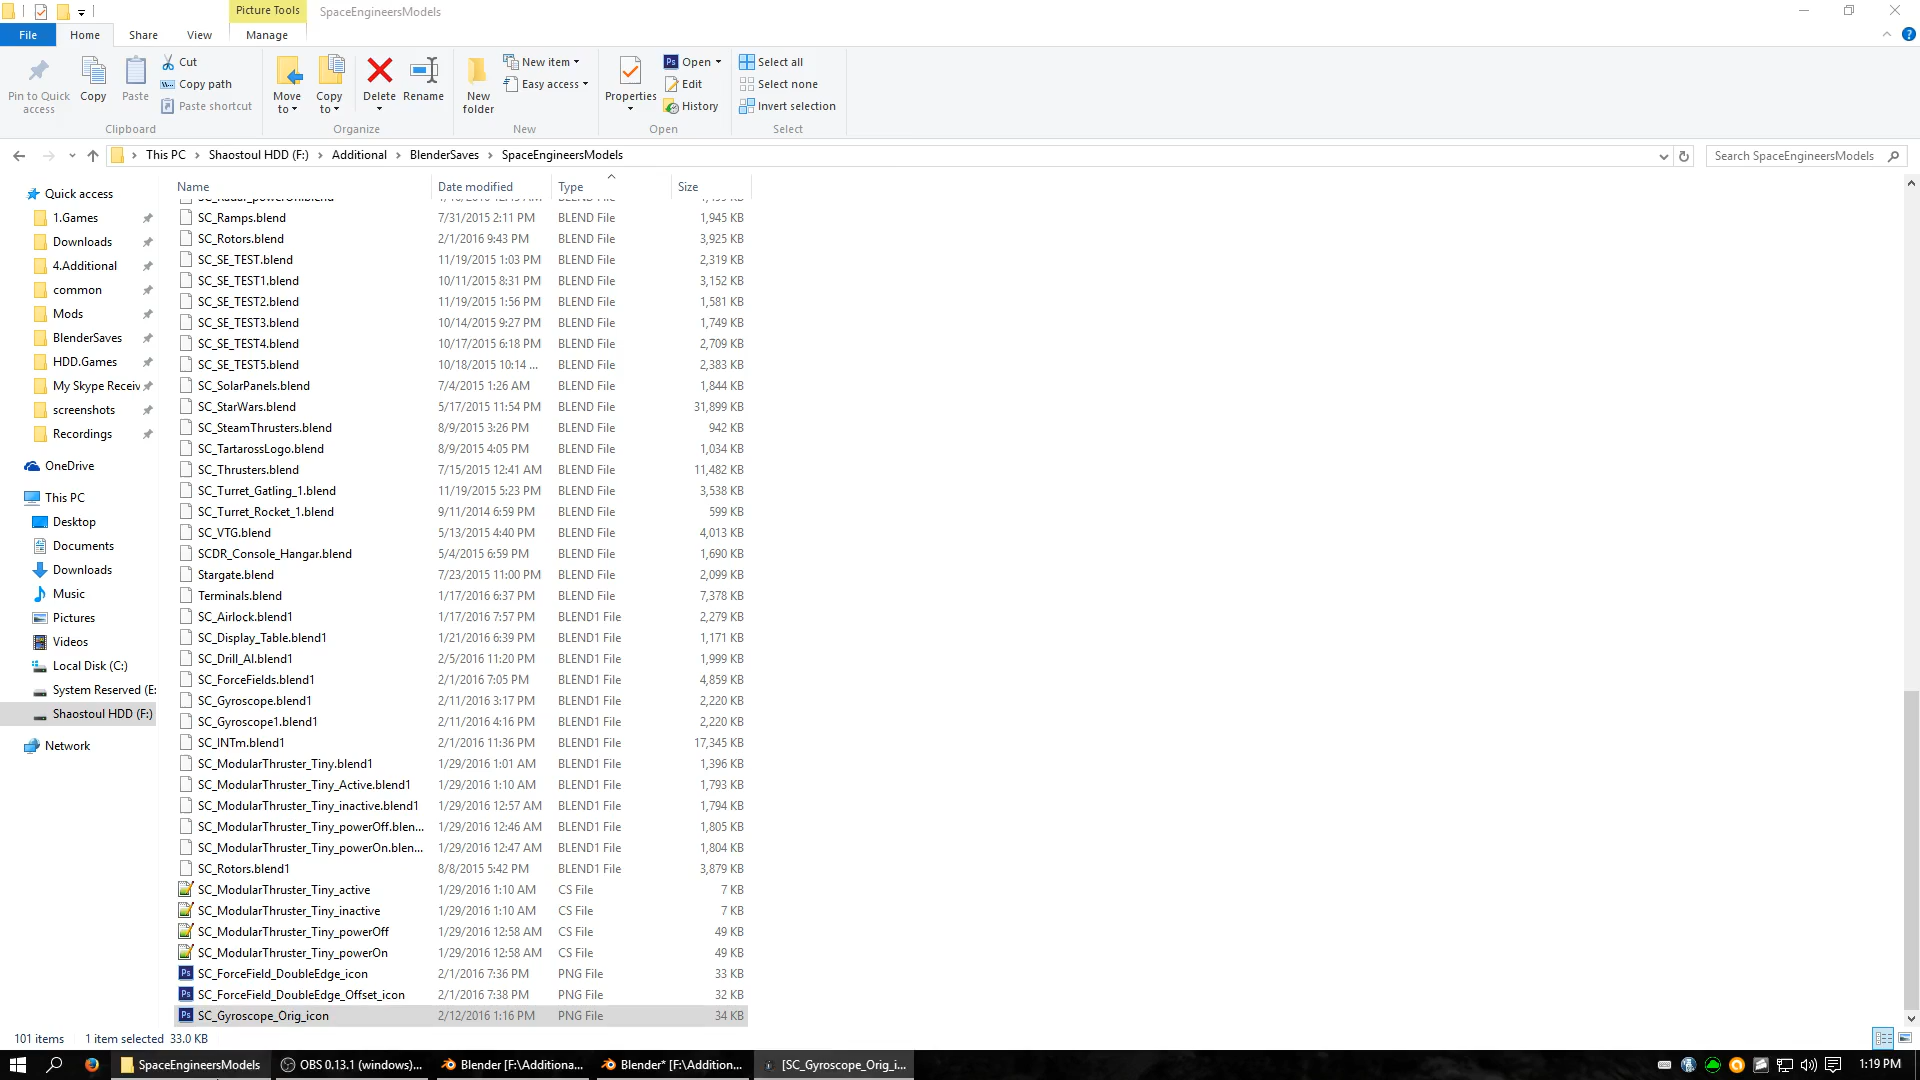 Picture Tools SpaceEngineersModels
File Home Share View Manage
Pin to Quick access
Copy
Paste
Cut
Copy path
Paste shortcut
Clipboard
Move to
Copy to
Delete
Rename
Organize
New folder
New item
Easy access
New
Properties
Open
Edit
History
Open
Select all
Select none
Invert selection
Select
This PC Shaostoul HDD (F:) Additional BlenderSaves SpaceEngineersModels
Search SpaceEngineersModels
Quick access
1.Games
Downloads
4.Additional
common
Mods
BlenderSaves
HDD.Games
My Skype Receiv
screenshots
Recordings
OneDrive
This PC
Desktop
Documents
Downloads
Music
Pictures
Videos
Local Disk (C:)
System Reserved (E:
Shaostoul HDD (F:)
Network
Name Date modified Type Size
SC_Ramps.blend 7/31/2015 2:11 PM BLEND File 1,945 KB
SC_Rotors.blend 2/1/2016 9:43 PM BLEND File 3,925 KB
SC_SE_TEST.blend 11/19/2015 1:03 PM BLEND File 2,319 KB
SC_SE_TEST1.blend 10/11/2015 8:31 PM BLEND File 3,152 KB
SC_SE_TEST2.blend 11/19/2015 1:56 PM BLEND File 1,581 KB
SC_SE_TEST3.blend 10/14/2015 9:27 PM BLEND File 1,749 KB
SC_SE_TEST4.blend 10/17/2015 6:18 PM BLEND File 2,709 KB
SC_SE_TEST5.blend 10/18/2015 10:14 ... BLEND File 2,383 KB
SC_SolarPanels.blend 7/4/2015 1:26 AM BLEND File 1,844 KB
SC_StarWars.blend 5/17/2015 11:54 PM BLEND File 31,899 KB
SC_SteamThrusters.blend 8/9/2015 3:26 PM BLEND File 942 KB
SC_TartarossLogo.blend 8/9/2015 4:05 PM BLEND File 1,034 KB
SC_Thrusters.blend 7/15/2015 12:41 AM BLEND File 11,482 KB
SC_Turret_Gatling_1.blend 11/19/2015 5:23 PM BLEND File 3,538 KB
SC_Turret_Rocket_1.blend 9/11/2014 6:59 PM BLEND File 599 KB
SC_VTG.blend 5/13/2015 4:40 PM BLEND File 4,013 KB
SCDR_Console_Hangar.blend 5/4/2015 6:59 PM BLEND File 1,690 KB
Stargate.blend 7/23/2015 11:00 PM BLEND File 2,099 KB
Terminals.blend 1/17/2016 6:37 PM BLEND File 7,378 KB
SC_Airlock.blend1 1/17/2016 7:57 PM BLEND1 File 2,279 KB
SC_Display_Table.blend1 1/21/2016 6:39 PM BLEND1 File 1,171 KB
SC_Drill_AI.blend1 2/5/2016 11:20 PM BLEND1 File 1,999 KB
SC_ForceFields.blend1 2/1/2016 7:05 PM BLEND1 File 4,859 KB
SC_Gyroscope.blend1 2/11/2016 3:17 PM BLEND1 File 2,220 KB
SC_Gyroscope1.blend1 2/11/2016 4:16 PM BLEND1 File 2,220 KB
SC_INTm.blend1 2/1/2016 11:36 PM BLEND1 File 17,345 KB
SC_ModularThruster_Tiny.blend1 1/29/2016 1:01 AM BLEND1 File 1,396 KB
SC_ModularThruster_Tiny_Active.blend1 1/29/2016 1:10 AM BLEND1 File 1,793 KB
SC_ModularThruster_Tiny_inactive.blend1 1/29/2016 12:57 AM BLEND1 File 1,794 KB
SC_ModularThruster_Tiny_powerOff.blen... 1/29/2016 12:46 AM BLEND1 File 1,805 KB
SC_ModularThruster_Tiny_powerOn.blen... 1/29/2016 12:47 AM BLEND1 File 1,804 KB
SC_Rotors.blend1 8/8/2015 5:42 PM BLEND1 File 3,879 KB
SC_ModularThruster_Tiny_active 1/29/2016 1:10 AM CS File 7 KB
SC_ModularThruster_Tiny_inactive 1/29/2016 1:10 AM CS File 7 KB
SC_ModularThruster_Tiny_powerOff 1/29/2016 12:58 AM CS File 49 KB
SC_ModularThruster_Tiny_powerOn 1/29/2016 12:58 AM CS File 49 KB
SC_ForceField_DoubleEdge_icon 2/1/2016 7:36 PM PNG File 33 KB
SC_ForceField_DoubleEdge_Offset_icon 2/1/2016 7:38 PM PNG File 32 KB
SC_Gyroscope_Orig_icon 2/12/2016 1:16 PM PNG File 34 KB
101 items 1 item selected 33.0 KB
SpaceEngineersModels OBS 0.13.1 (windows)... Blender [F:\Additiona... Blender* [F:\Addition... [SC_Gyroscope_Orig_i... 1:19 PM